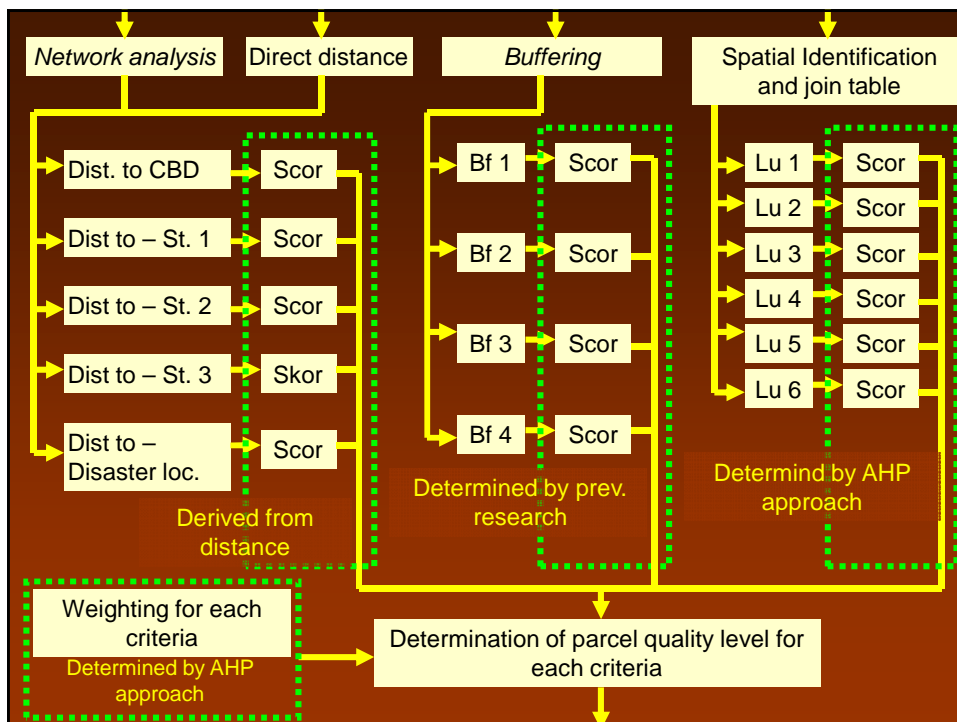 Network analysis
Direct distance
Buffering
Spatial Identification
and join table
Dist. to CBD
Scor
Dist to – St. 1
Scor
Dist to – St. 2
Scor
Dist to – St. 3
Skor
Dist to –
Disaster loc.
Scor
Derived from
distance
Bf 1
Scor
Bf 2
Scor
Bf 3
Scor
Bf 4
Scor
Determined by prev.
research
Lu 1
Scor
Lu 2
Scor
Lu 3
Scor
Lu 4
Scor
Lu 5
Scor
Lu 6
Scor
Determind by AHP
approach
Weighting for each
criteria
Determined by AHP
approach
Determination of parcel quality level for
each criteria